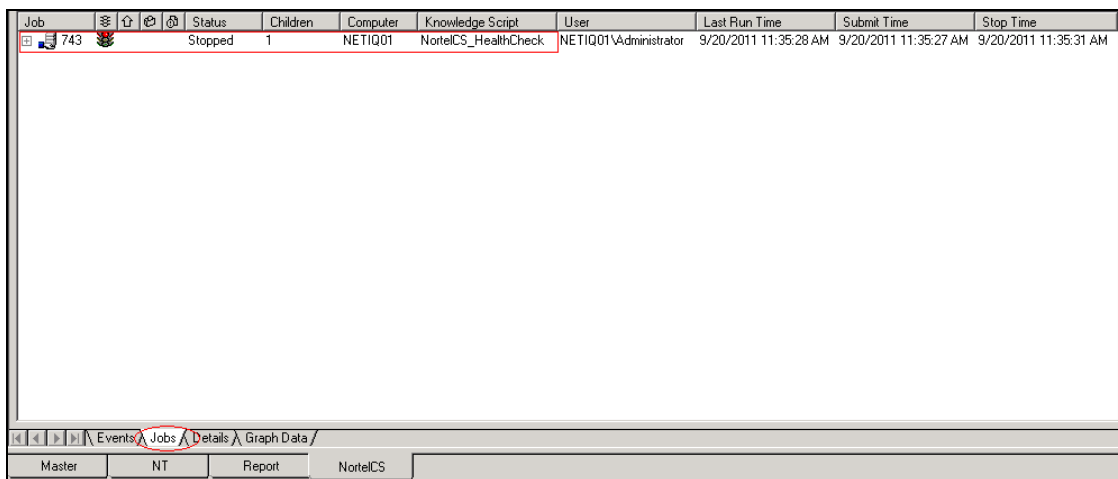 Job Status Children Computer Knowledge Script User Last Run Time Submit Time Stop Time
743 Stopped 1 NETIQ01 NortelCS_HealthCheck NETIQ01\Administrator 9/20/2011 11:35:28 AM 9/20/2011 11:35:27 AM 9/20/2011 11:35:31 AM
Events Jobs Details Graph Data
Master NT Report NortelCS